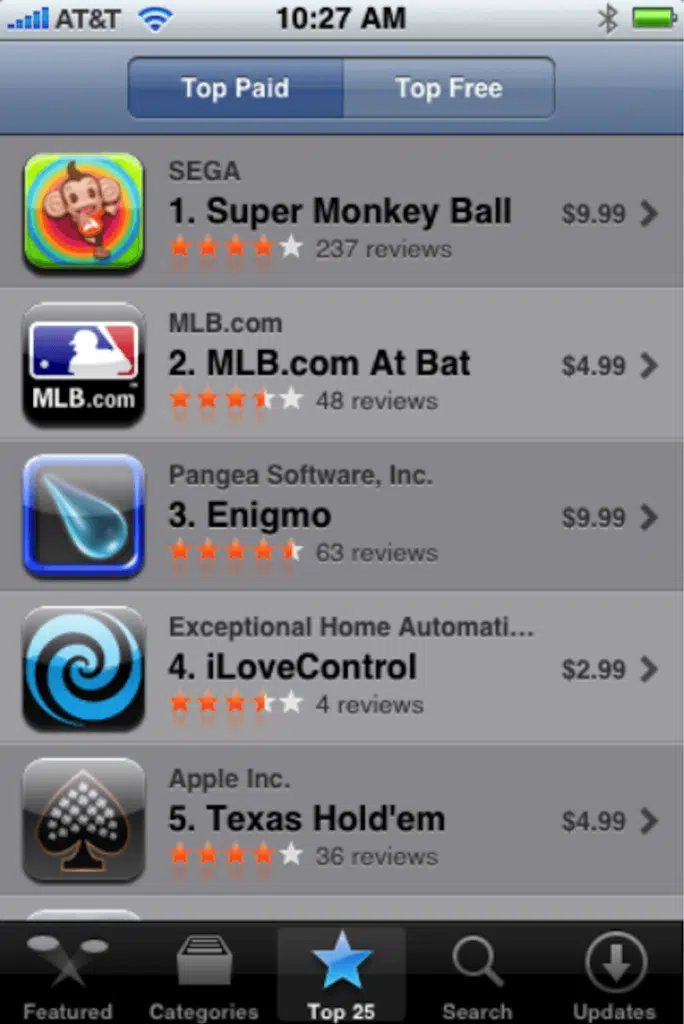 AT&T 10:27 AM
Top Paid Top Free
SEGA
1. Super Monkey Ball $9.99
237 reviews
MLB.com
2. MLB.com At Bat $4.99
MLB.com
48 reviews
Pangea Software, Inc.
3. Enigmo $9.99
63 reviews
Exceptional Home Automati...
4. iLoveControl $2.99
4 reviews
Apple Inc.
5. Texas Hold'em $4.99
36 reviews
Featured Categories Top 25 Search Updates